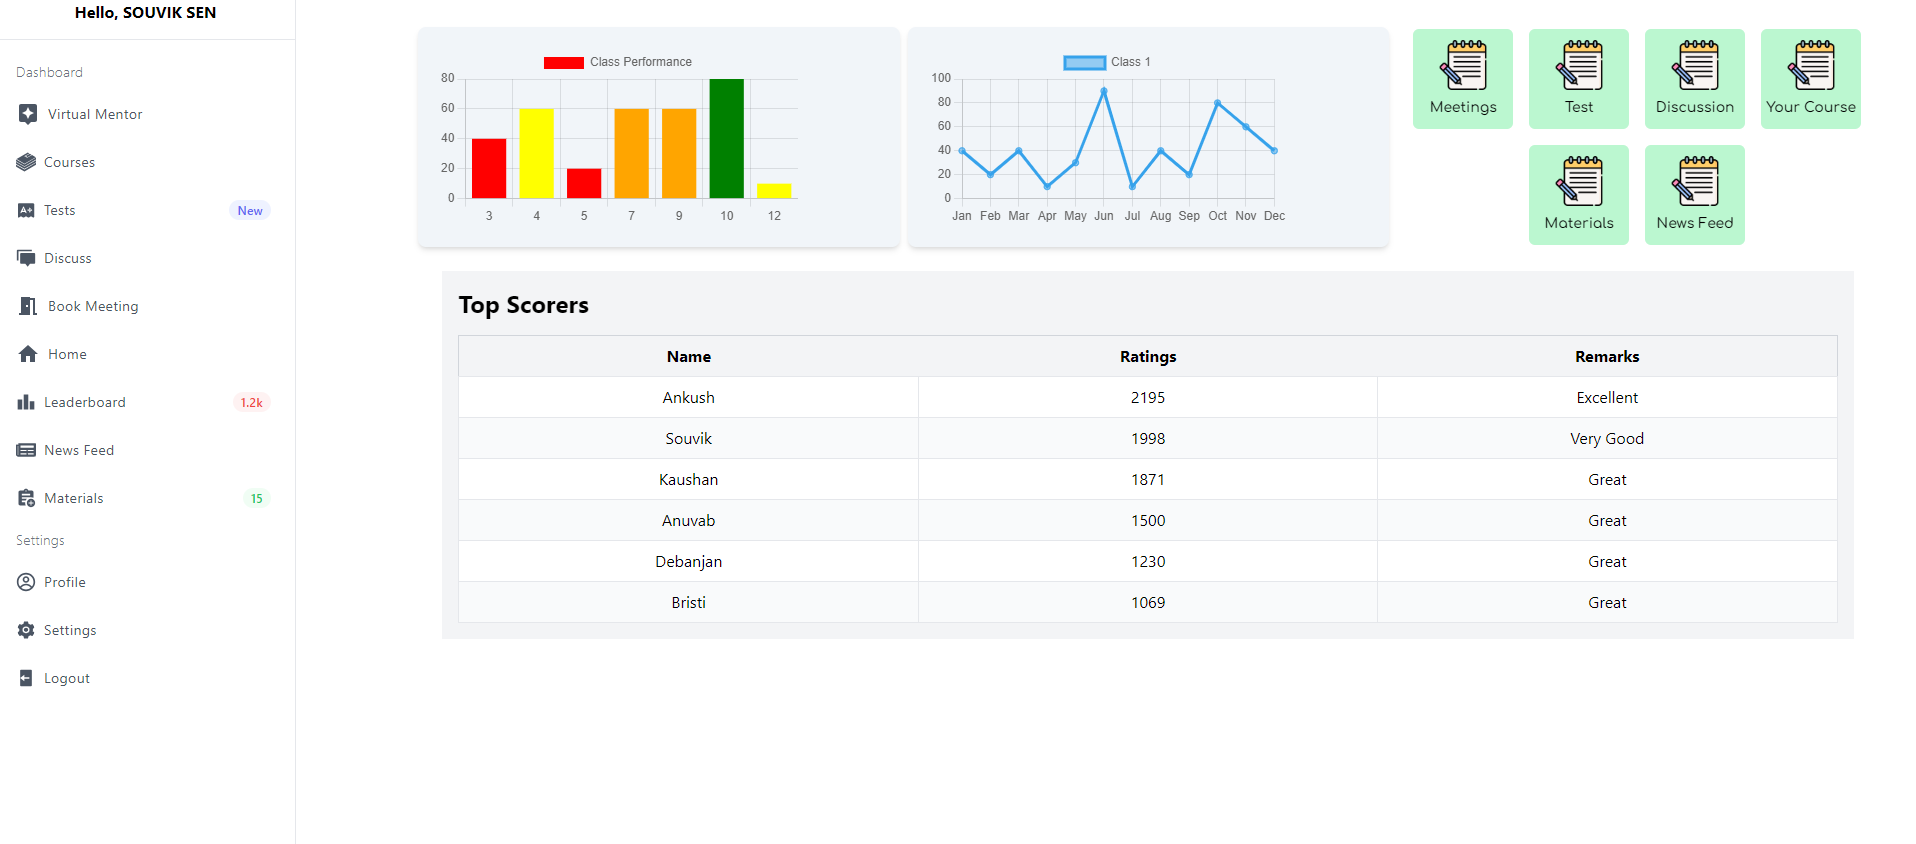 Hello, SOUVIK SEN
Dashboard
Virtual Mentor
Courses
Tests New
Discuss
Book Meeting
Home
Leaderboard 1.2k
News Feed
Materials 15
Settings
Profile
Settings
Logout
Class Performance
80
60
40
20
0
3 4 5 7 9 10 12
Class 1
100
80
60
40
20
0
Jan Feb Mar Apr May Jun Jul Aug Sep Oct Nov Dec
Meetings Test Discussion Your Course
Materials News Feed
Top Scorers
Name Ratings Remarks
Ankush 2195 Excellent
Souvik 1998 Very Good
Kaushan 1871 Great
Anuvab 1500 Great
Debanjan 1230 Great
Bristi 1069 Great